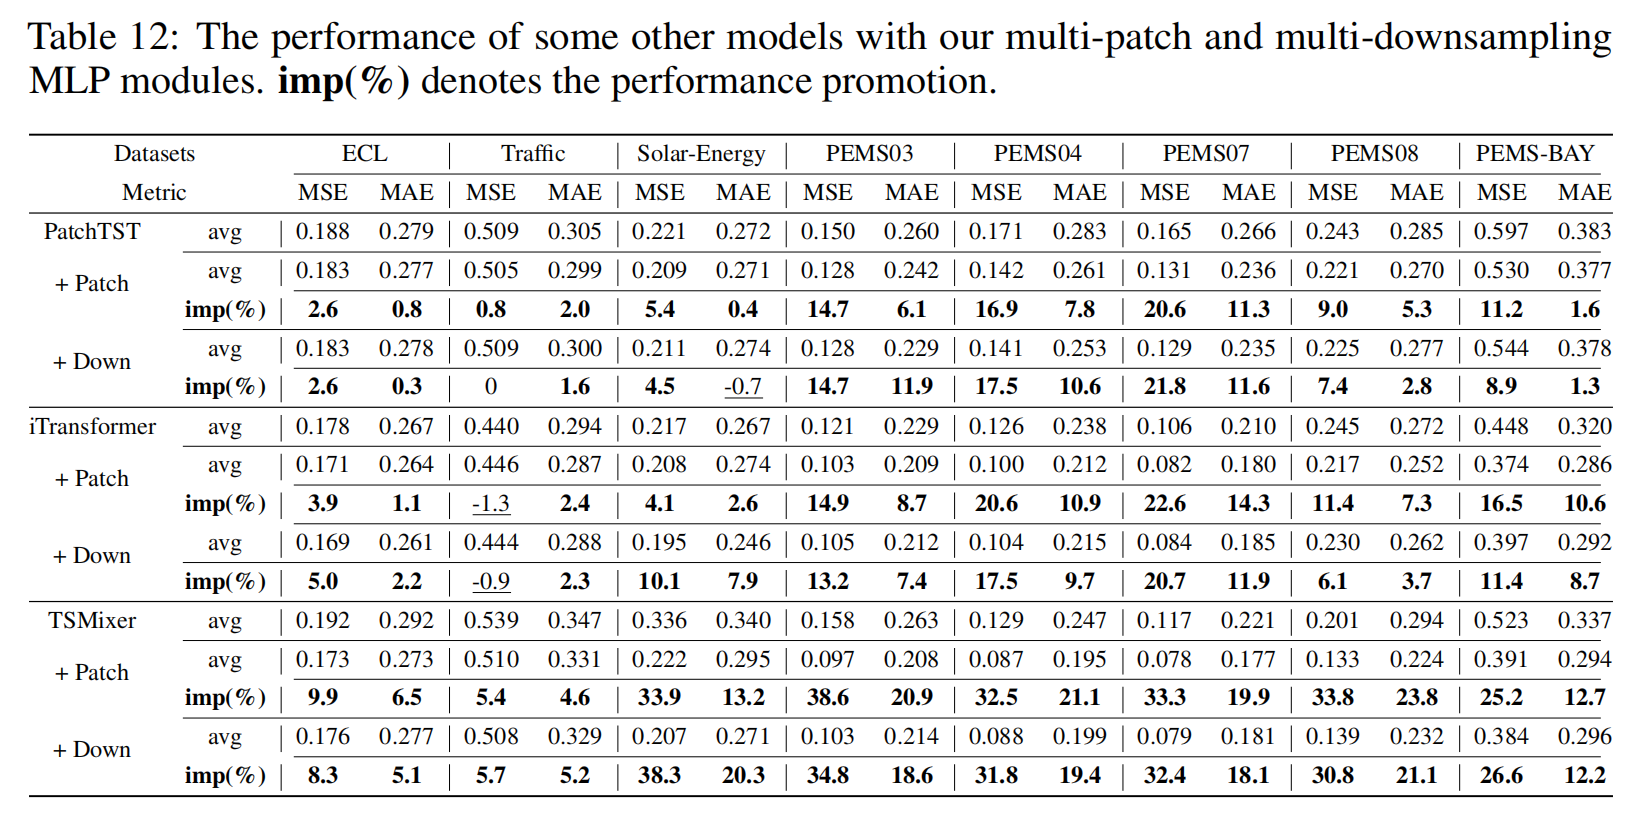 Table 12: The performance of some other models with our multi-patch and multi-downsampling
MLP modules. imp(%) denotes the performance promotion.
Datasets ECL Traffic Solar-Energy PEMS03 PEMS04 PEMS07 PEMS08 PEMS-BAY
Metric MSE MAE MSE MAE MSE MAE MSE MAE MSE MAE MSE MAE MSE MAE MSE MAE
PatchTST avg 0.188 0.279 0.509 0.305 0.221 0.272 0.150 0.260 0.171 0.283 0.165 0.266 0.243 0.285 0.597 0.383
+ Patch avg 0.183 0.277 0.505 0.299 0.209 0.271 0.128 0.242 0.142 0.261 0.131 0.236 0.221 0.270 0.530 0.377
imp(%) 2.6 0.8 0.8 2.0 5.4 0.4 14.7 6.1 16.9 7.8 20.6 11.3 9.0 5.3 11.2 1.6
+ Down avg 0.183 0.278 0.509 0.300 0.211 0.274 0.128 0.229 0.141 0.253 0.129 0.235 0.225 0.277 0.544 0.378
imp(%) 2.6 0.3 0 1.6 4.5 -0.7 14.7 11.9 17.5 10.6 21.8 11.6 7.4 2.8 8.9 1.3
iTransformer avg 0.178 0.267 0.440 0.294 0.217 0.267 0.121 0.229 0.126 0.238 0.106 0.210 0.245 0.272 0.448 0.320
+ Patch avg 0.171 0.264 0.446 0.287 0.208 0.274 0.103 0.209 0.100 0.212 0.082 0.180 0.217 0.252 0.374 0.286
imp(%) 3.9 1.1 -1.3 2.4 4.1 2.6 14.9 8.7 20.6 10.9 22.6 14.3 11.4 7.3 16.5 10.6
+ Down avg 0.169 0.261 0.444 0.288 0.195 0.246 0.105 0.212 0.104 0.215 0.084 0.185 0.230 0.262 0.397 0.292
imp(%) 5.0 2.2 -0.9 2.3 10.1 7.9 13.2 7.4 17.5 9.7 20.7 11.9 6.1 3.7 11.4 8.7
TSMixer avg 0.192 0.292 0.539 0.347 0.336 0.340 0.158 0.263 0.129 0.247 0.117 0.221 0.201 0.294 0.523 0.337
+ Patch avg 0.173 0.273 0.510 0.331 0.222 0.295 0.097 0.208 0.087 0.195 0.078 0.177 0.133 0.224 0.391 0.294
imp(%) 9.9 6.5 5.4 4.6 33.9 13.2 38.6 20.9 32.5 21.1 33.3 19.9 33.8 23.8 25.2 12.7
+ Down avg 0.176 0.277 0.508 0.329 0.207 0.271 0.103 0.214 0.088 0.199 0.079 0.181 0.139 0.232 0.384 0.296
imp(%) 8.3 5.1 5.7 5.2 38.3 20.3 34.8 18.6 31.8 19.4 32.4 18.1 30.8 21.1 26.6 12.2